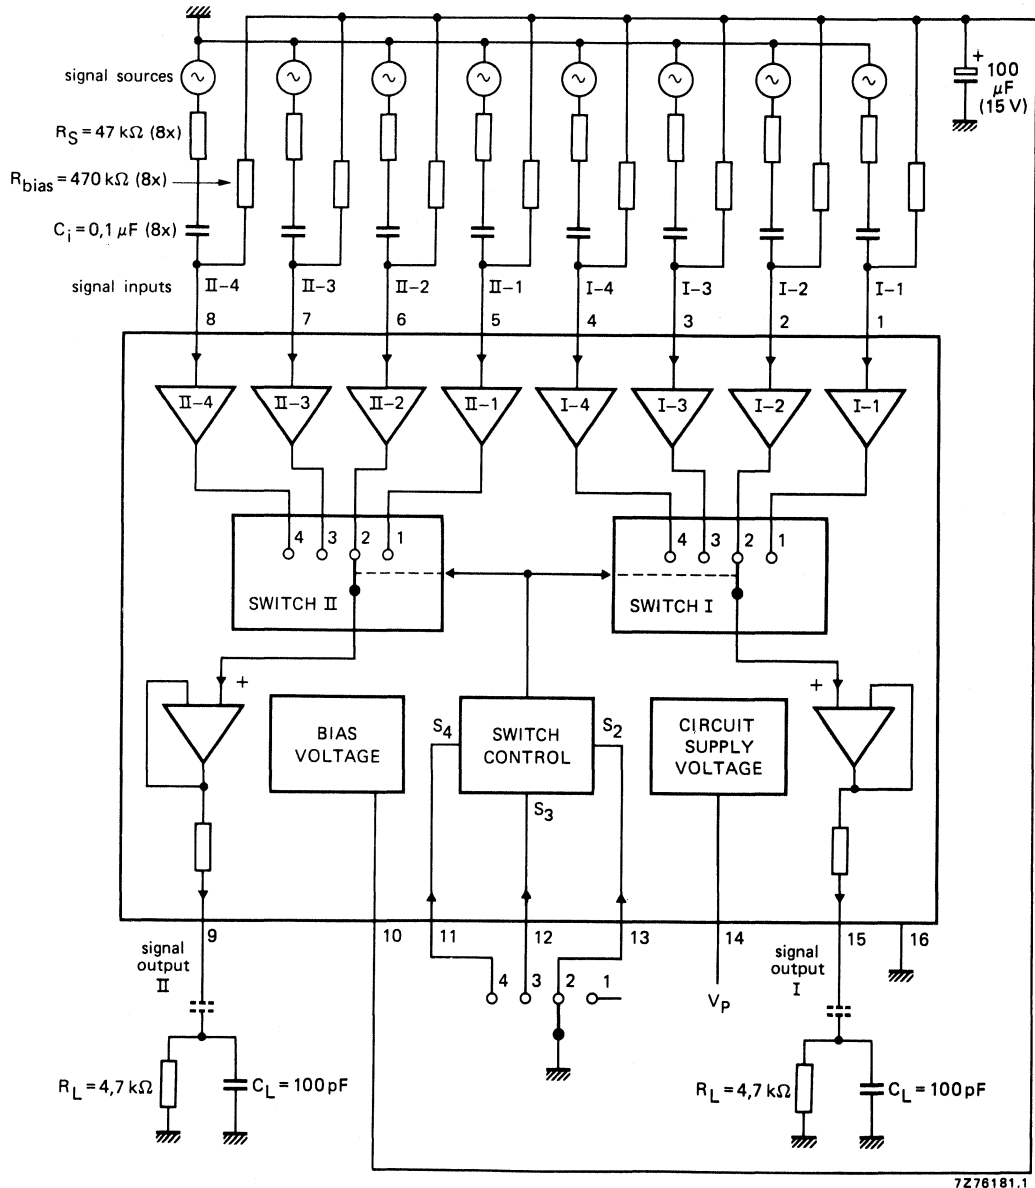 signal sources
+ 100
μF
(15 V)
R_S = 47 kΩ (8x)
R_bias = 470 kΩ (8x)
C_i = 0,1 μF (8x)
signal inputs II–4 II–3 II–2 II–1 I–4 I–3 I–2 I–1
8 7 6 5 4 3 2 1
II–4 II–3 II–2 II–1 I–4 I–3 I–2 I–1
4 3 2 1 4 3 2 1
SWITCH II SWITCH I
+ +
BIAS
VOLTAGE
S4 SWITCH
CONTROL S2
S3
CIRCUIT
SUPPLY
VOLTAGE
9 10 11 12 13 14 15 16
signal
output
II
4 3 2 1
V_P
signal
output
I
R_L = 4,7 kΩ C_L = 100 pF R_L = 4,7 kΩ C_L = 100 pF
7Z76181.1